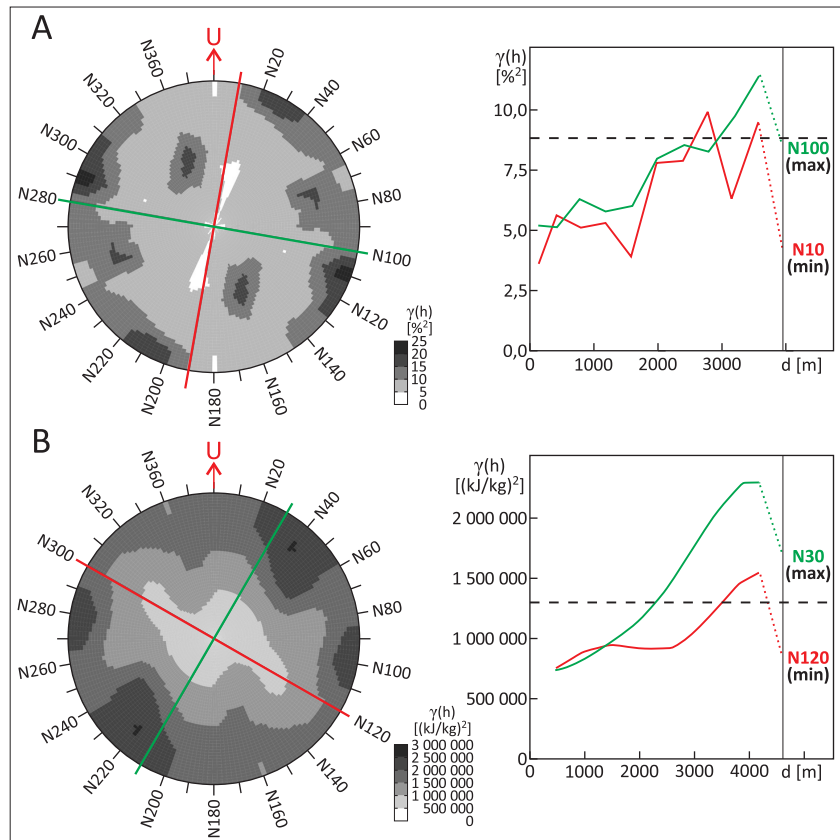 A
U
N360
N20
N320
N40
N300
N60
N280
N80
N260
N100
N240
N120
N220
N140
N200
N180
N160
γ(h)
[%²]
25
20
15
10
5
0
γ(h)
[%²]
10,0
7,5
5,0
2,5
0,0
0
1000
2000
3000
d [m]
N100
(max)
N10
(min)
B
U
N360
N20
N320
N40
N300
N60
N280
N80
N260
N100
N240
N120
N220
N140
N200
N180
N160
γ(h)
[(kJ/kg)²]
3 000 000
2 000 000
1 500 000
1 000 000
500 000
0
γ(h)
[(kJ/kg)²]
2 000 000
1 500 000
1 000 000
500 000
0
0
1000
2000
3000
4000
d [m]
N30
(max)
N120
(min)